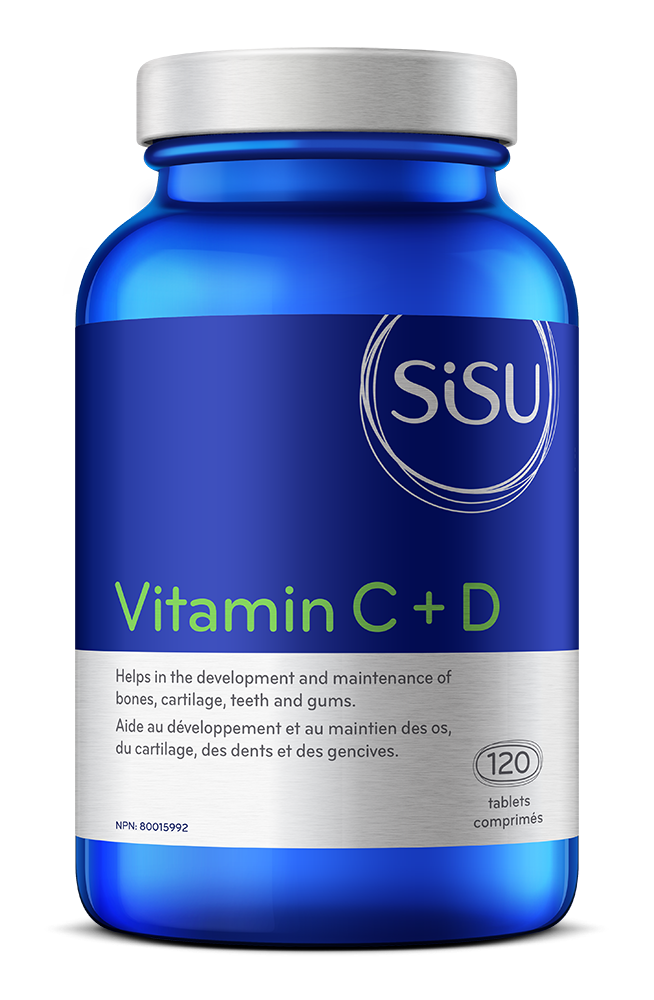 SiSU
Vitamin C + D
Helps in the development and maintenance of
bones, cartilage, teeth and gums.
Aide au développement et au maintien des os,
du cartilage, des dents et des gencives.
120
tablets
comprimés
NPN: 80015992